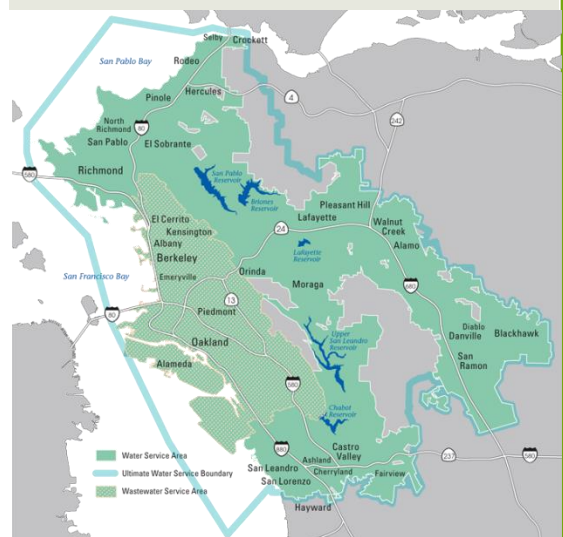 Selby
Crockett
San Pablo Bay
Rodeo
Hercules
4
Pinole
242
North
Richmond
80
San Pablo
El Sobrante
580
Richmond
San Pablo
Reservoir
Briones
Reservoir
Pleasant Hill
Lafayette
El Cerrito
Kensington
Albany
Berkeley
24
Walnut
Creek
Alamo
Lafayette
Reservoir
San Francisco
Bay
Emeryville
Orinda
Moraga
680
13
80
Piedmont
Diablo
Danville
Blackhawk
Oakland
Upper
San Leandro
Reservoir
San
Ramon
Alameda
580
Chabot
Reservoir
880
Castro
Valley
237
580
Ashland
San Leandro
Cherryland
Fairview
San Lorenzo
Hayward
Water Service Area
Ultimate Water Service Boundary
Wastewater Service Area